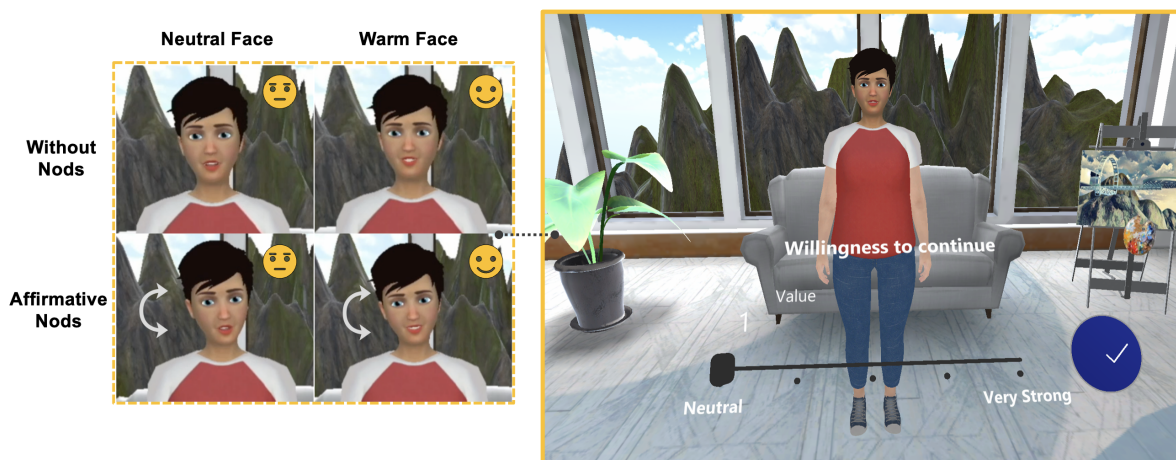 Neutral Face
Warm Face
Without
Nods
Affirmative
Nods
Willingness to continue
Value
1
Neutral
Very Strong